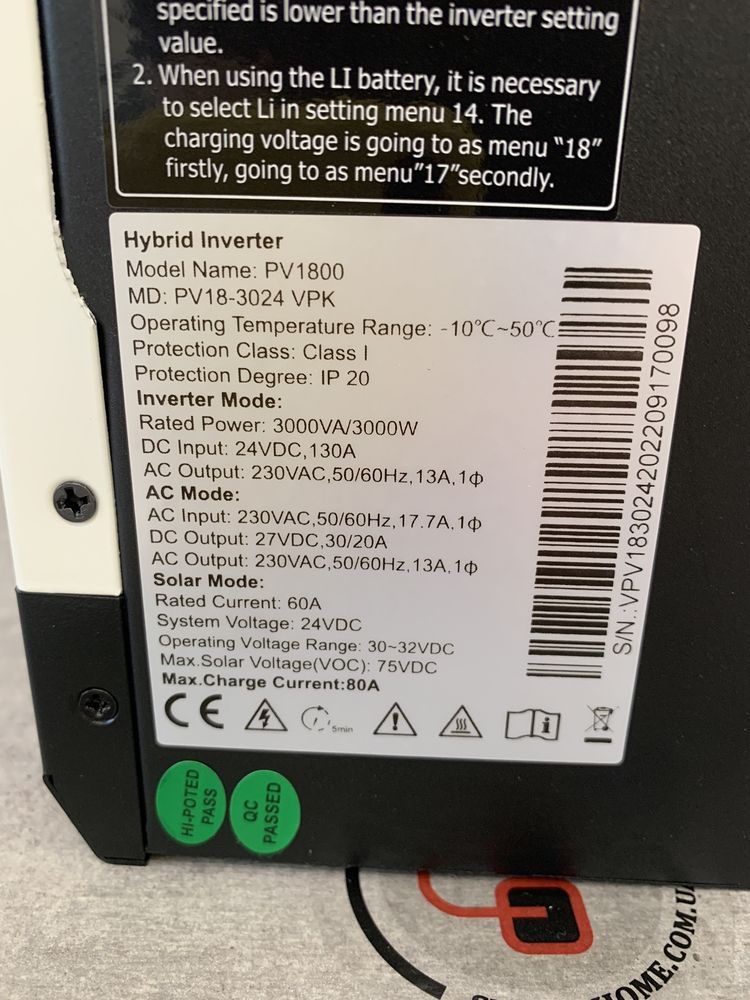 specified is lower than the inverter setting
value.
2. When using the LI battery, it is necessary
to select Li in setting menu 14. The
charging voltage is going to as menu "18"
firstly, going to as menu"17"secondly.
Hybrid Inverter
Model Name: PV1800
MD: PV18-3024 VPK
Operating Temperature Range: -10℃~50℃
Protection Class: Class I
Protection Degree: IP 20
Inverter Mode:
Rated Power: 3000VA/3000W
DC Input: 24VDC,130A
AC Output: 230VAC,50/60Hz,13A,1ф
AC Mode:
AC Input: 230VAC,50/60Hz,17.7A,1ф
DC Output: 27VDC,30/20A
AC Output: 230VAC,50/60Hz,13A,1ф
Solar Mode:
Rated Current: 60A
System Voltage: 24VDC
Operating Voltage Range: 30~32VDC
Max.Solar Voltage(VOC): 75VDC
Max.Charge Current:80A
S/N.:VPV18302420220​9170098
CE
5min
HI-POTED
PASS
QC
PASSED
HOME.COM.UA